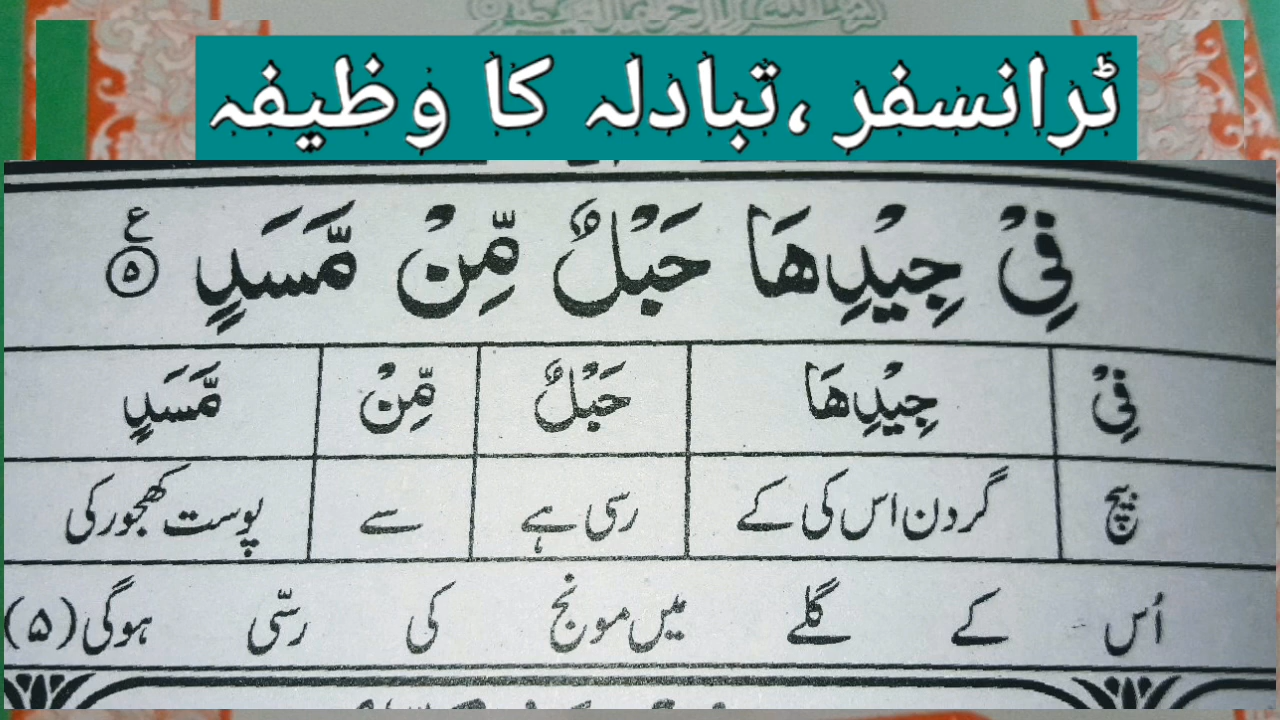 ٹرانسفر ،تبادلہ کا وظیفہ
فِیْ جِیْدِهَا حَبْلٌ مِّنْ مَّسَدٍ ۵ ع
فِیْ جِیْدِهَا حَبْلٌ مِّنْ مَّسَدٍ
بیچ گردن اس کی کے رسی ہے سے پوست کھجور کی
اُس کے گلے میں مونج کی رسّی ہوگی (۵)